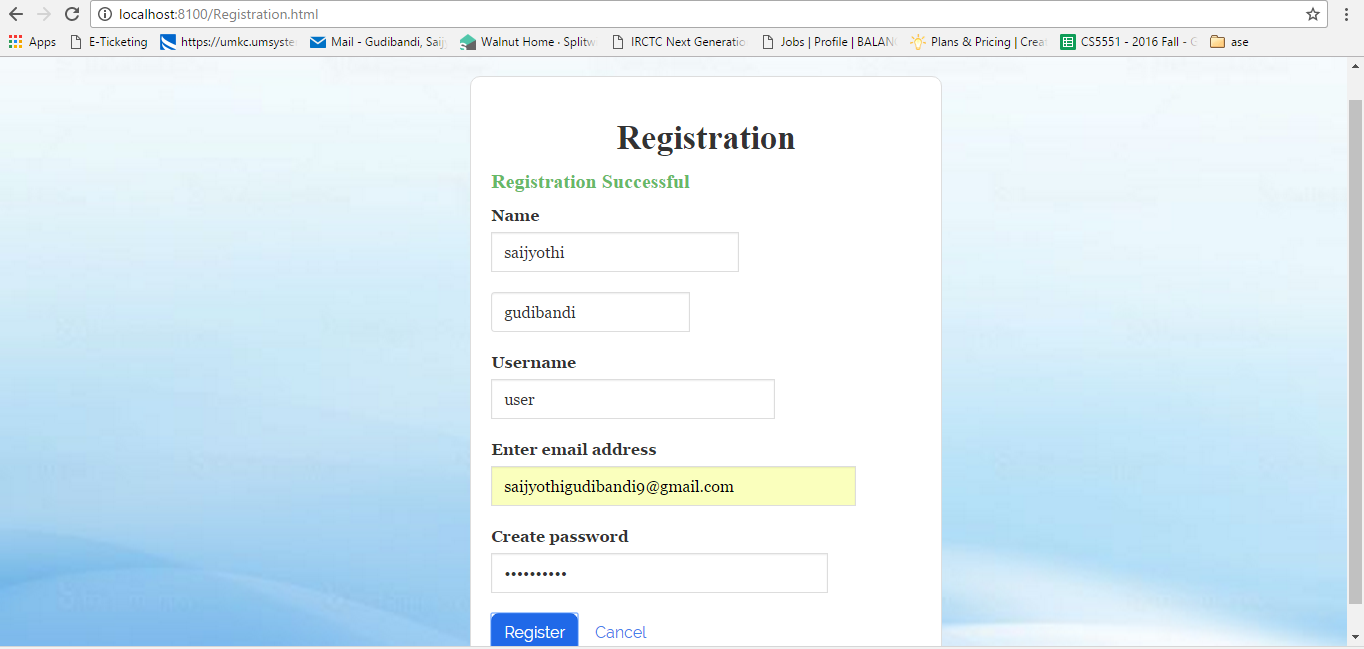 localhost:8100/Registration.html
Apps E-Ticketing https://umkc.umsyste Mail - Gudibandi, Saij Walnut Home · Splitw IRCTC Next Generatio Jobs | Profile | BALAN Plans & Pricing | Crea CS5551 - 2016 Fall - G ase
Registration
Registration Successful
Name
saijyothi
gudibandi
Username
user
Enter email address
saijyothigudibandi9@gmail.com
Create password
••••••••••
Register Cancel